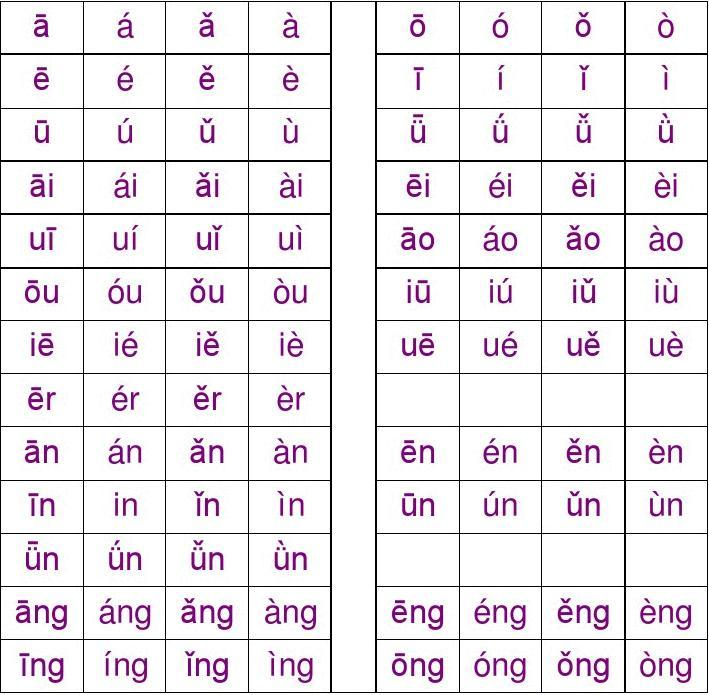 ā á ǎ à ō ó ǒ ò
ē é ě è ī í ǐ ì
ū ú ǔ ù ǖ ǘ ǚ ǜ
āi ái ǎi ài ēi éi ěi èi
uī uí uǐ uì āo áo ǎo ào
ōu óu ǒu òu iū iú iǔ iù
iē ié iě iè uē ué uě uè
ēr ér ěr èr
ān án ǎn àn ēn én ěn èn
īn in ǐn ìn ūn ún ǔn ùn
ǖn ǘn ǚn ǜn
āng áng ǎng àng ēng éng ěng èng
īng íng ǐng ìng ōng óng ǒng òng